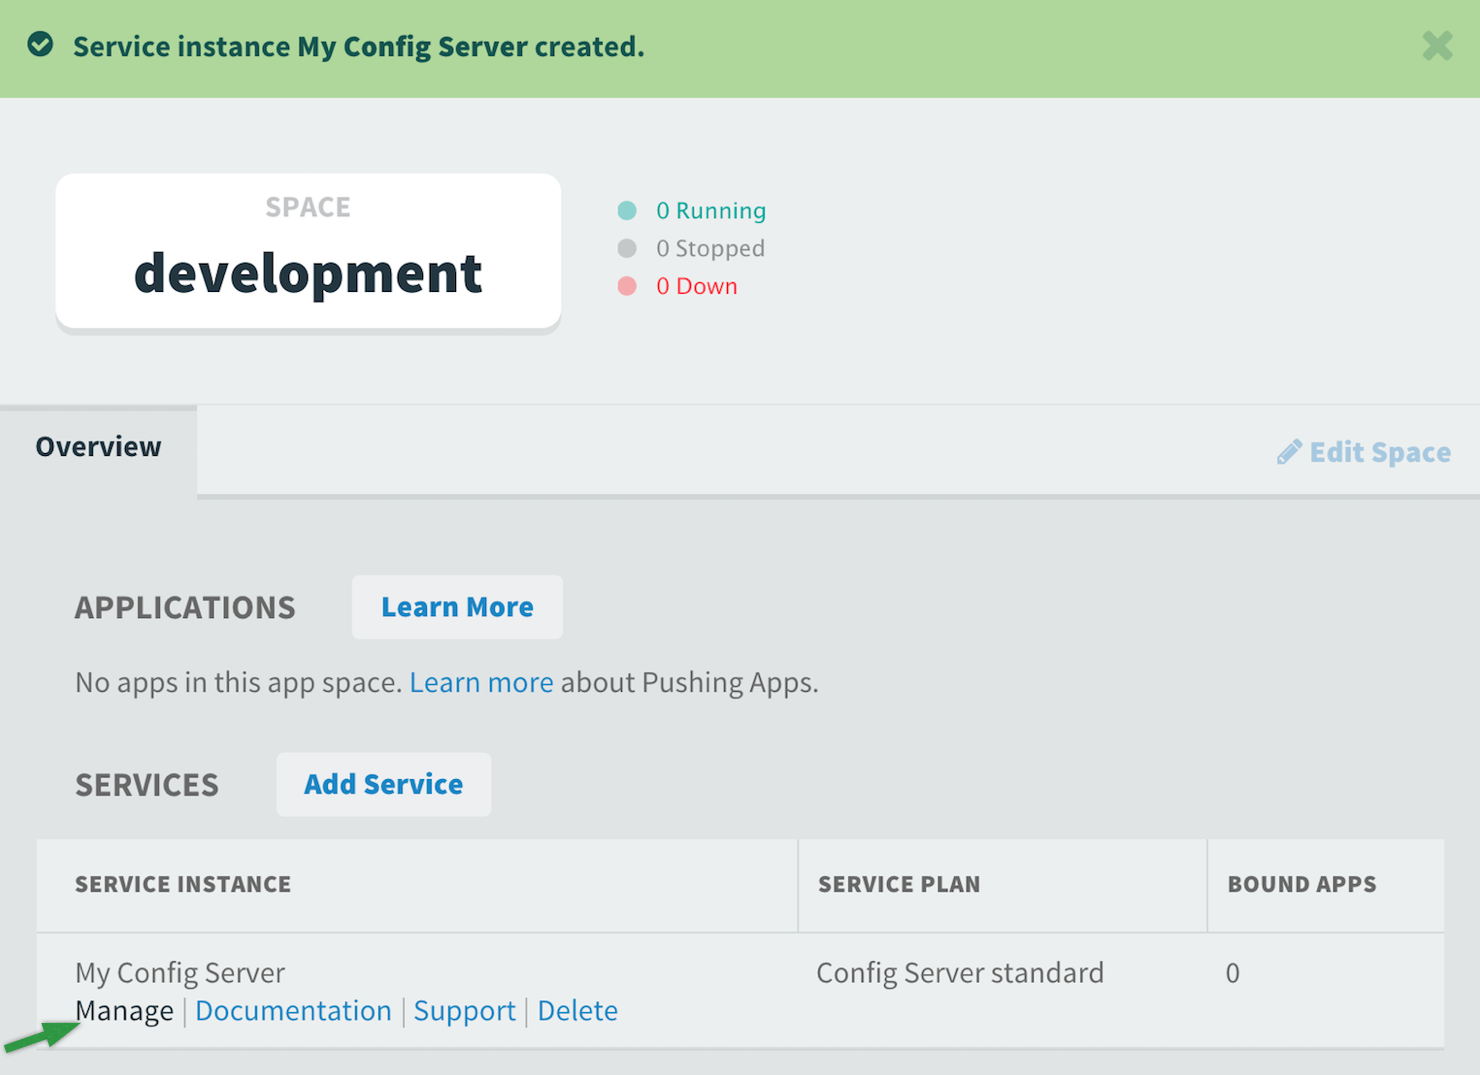 Service instance My Config Server created.
SPACE
development
0 Running
0 Stopped
0 Down
Overview
Edit Space
APPLICATIONS
Learn More
No apps in this app space. Learn more about Pushing Apps.
SERVICES
Add Service
SERVICE INSTANCE
SERVICE PLAN
BOUND APPS
My Config Server
Config Server standard
0
Manage | Documentation | Support | Delete